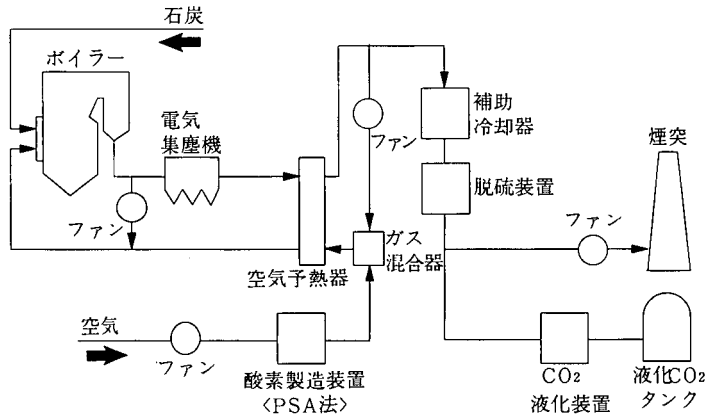 石炭
ボイラー
電気
集塵機
ファン
補助
冷却器
ファン
脱硫装置
煙突
ファン
ガス
混合器
空気予熱器
空気
ファン
酸素製造装置
〈PSA法〉
CO₂
液化装置
液化CO₂
タンク